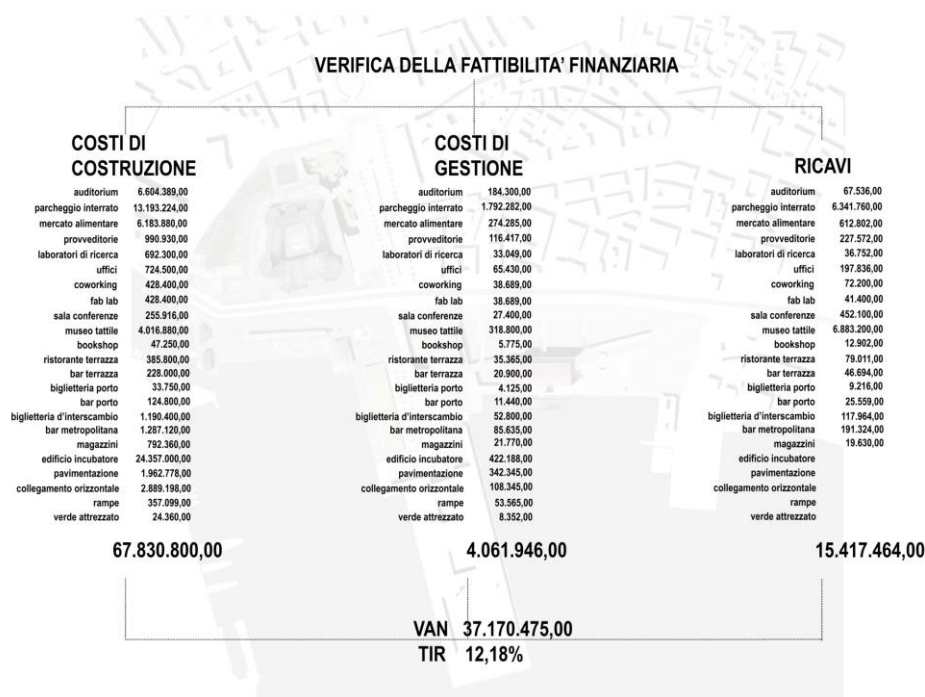 VERIFICA DELLA FATTIBILITA' FINANZIARIA
COSTI DI
COSTRUZIONE
auditorium 6.604.389,00
parcheggio interrato 13.193.224,00
mercato alimentare 6.183.880,00
provveditorie 990.930,00
laboratori di ricerca 692.300,00
uffici 724.500,00
coworking 428.400,00
fab lab 428.400,00
sala conferenze 255.916,00
museo tattile 4.016.880,00
bookshop 47.250,00
ristorante terrazza 385.800,00
bar terrazza 228.000,00
biglietteria porto 33.750,00
bar porto 124.800,00
biglietteria d'interscambio 1.190.400,00
bar metropolitana 1.287.120,00
magazzini 792.360,00
edificio incubatore 24.357.000,00
pavimentazione 1.962.778,00
collegamento orizzontale 2.889.198,00
rampe 357.099,00
verde attrezzato 24.360,00
67.830.800,00
COSTI DI
GESTIONE
auditorium 184.300,00
parcheggio interrato 1.792.282,00
mercato alimentare 274.285,00
provveditorie 116.417,00
laboratori di ricerca 33.049,00
uffici 65.430,00
coworking 38.689,00
fab lab 38.689,00
sala conferenze 27.400,00
museo tattile 318.800,00
bookshop 5.775,00
ristorante terrazza 35.365,00
bar terrazza 20.900,00
biglietteria porto 4.125,00
bar porto 11.440,00
biglietteria d'interscambio 52.800,00
bar metropolitana 85.635,00
magazzini 21.770,00
edificio incubatore 422.188,00
pavimentazione 342.345,00
collegamento orizzontale 108.345,00
rampe 53.565,00
verde attrezzato 8.352,00
4.061.946,00
RICAVI
auditorium 67.536,00
parcheggio interrato 6.341.760,00
mercato alimentare 612.802,00
provveditorie 227.572,00
laboratori di ricerca 36.752,00
uffici 197.836,00
coworking 72.200,00
fab lab 41.400,00
sala conferenze 452.100,00
museo tattile 6.883.200,00
bookshop 12.902,00
ristorante terrazza 79.011,00
bar terrazza 46.694,00
biglietteria porto 9.216,00
bar porto 25.559,00
biglietteria d'interscambio 117.964,00
bar metropolitana 191.324,00
magazzini 19.630,00
edificio incubatore
pavimentazione
collegamento orizzontale
rampe
verde attrezzato
15.417.464,00
VAN 37.170.475,00
TIR 12,18%